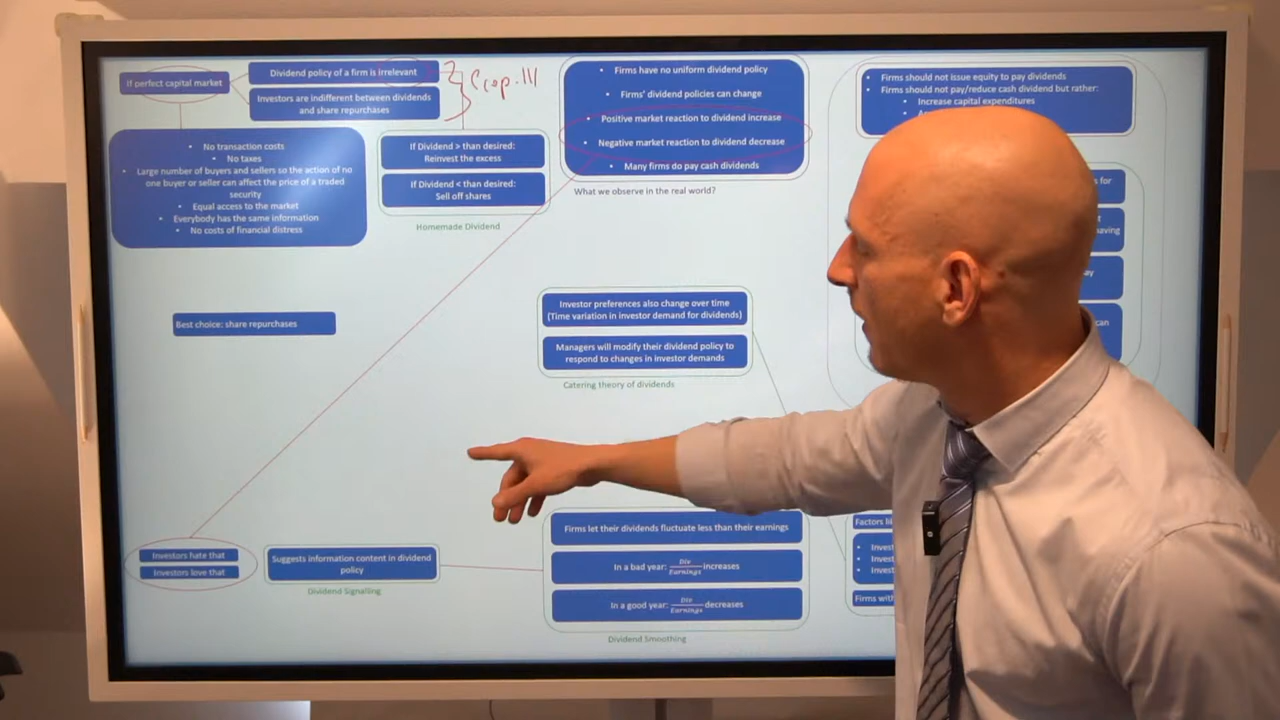 If perfect capital market
Dividend policy of a firm is irrelevant
Investors are indifferent between dividends
and share repurchases
Prop. III
• No transaction costs
• No taxes
• Large number of buyers and sellers so the action of no
one buyer or seller can affect the price of a traded
security
• Equal access to the market
• Everybody has the same information
• No costs of financial distress
If Dividend > than desired:
Reinvest the excess
If Dividend < than desired:
Sell off shares
Homemade Dividend
• Firms have no uniform dividend policy
• Firms' dividend policies can change
• Positive market reaction to dividend increase
• Negative market reaction to dividend decrease
• Many firms do pay cash dividends
What we observe in the real world?
• Firms should not issue equity to pay dividends
• Firms should not pay/reduce cash dividend but rather:
• Increase capital expenditures
for
having
can
Best choice: share repurchases
Investor preferences also change over time
(Time variation in investor demand for dividends)
Managers will modify their dividend policy to
respond to changes in investor demands
Catering theory of dividends
Investors hate that
Investors love that
Suggests information content in dividend
policy
Dividend Signalling
Firms let their dividends fluctuate less than their earnings
In a bad year: Div/Earnings increases
In a good year: Div/Earnings decreases
Dividend Smoothing
Factors
• Invest
• Invest
• Invest
Firms with